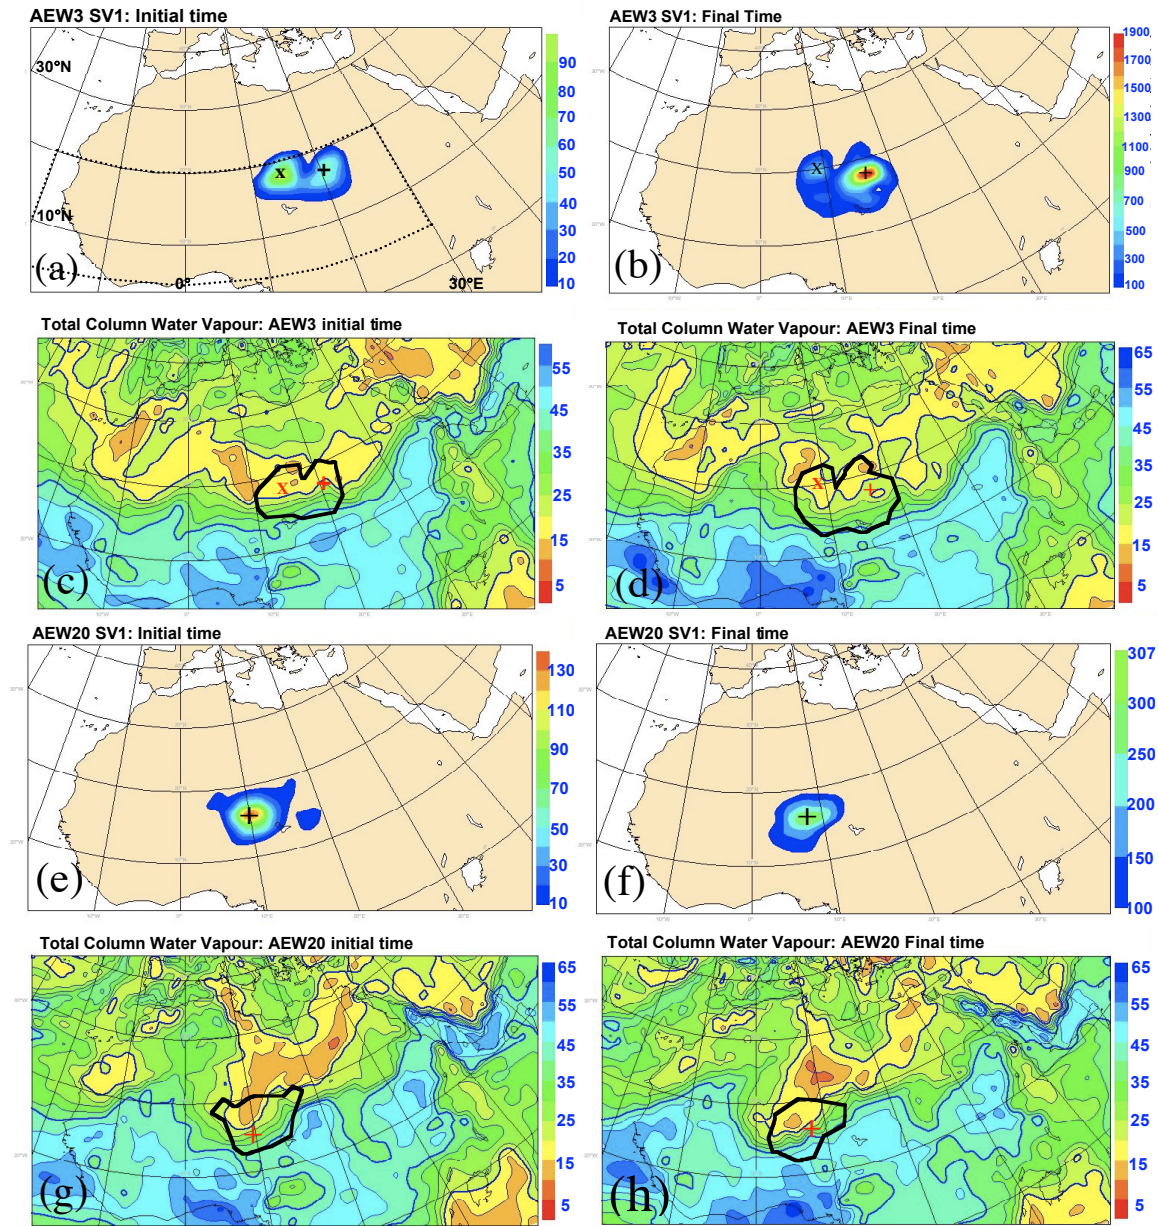 AEW3 SV1: Initial time
30°N
10°N
0°
30°E
x
+
(a)
90
80
70
60
50
40
30
20
10
AEW3 SV1: Final Time
x
+
(b)
1900
1700
1500
1300
1100
900
700
500
300
100
Total Column Water Vapour: AEW3 initial time
x
+
(c)
55
45
35
25
15
5
Total Column Water Vapour: AEW3 Final time
x
+
(d)
65
55
45
35
25
15
5
AEW20 SV1: Initial time
+
(e)
130
110
90
70
50
30
10
AEW20 SV1: Final time
+
(f)
307
300
250
200
150
100
Total Column Water Vapour: AEW20 initial time
+
(g)
65
55
45
35
25
15
5
Total Column Water Vapour: AEW20 Final time
+
(h)
65
55
45
35
25
15
5